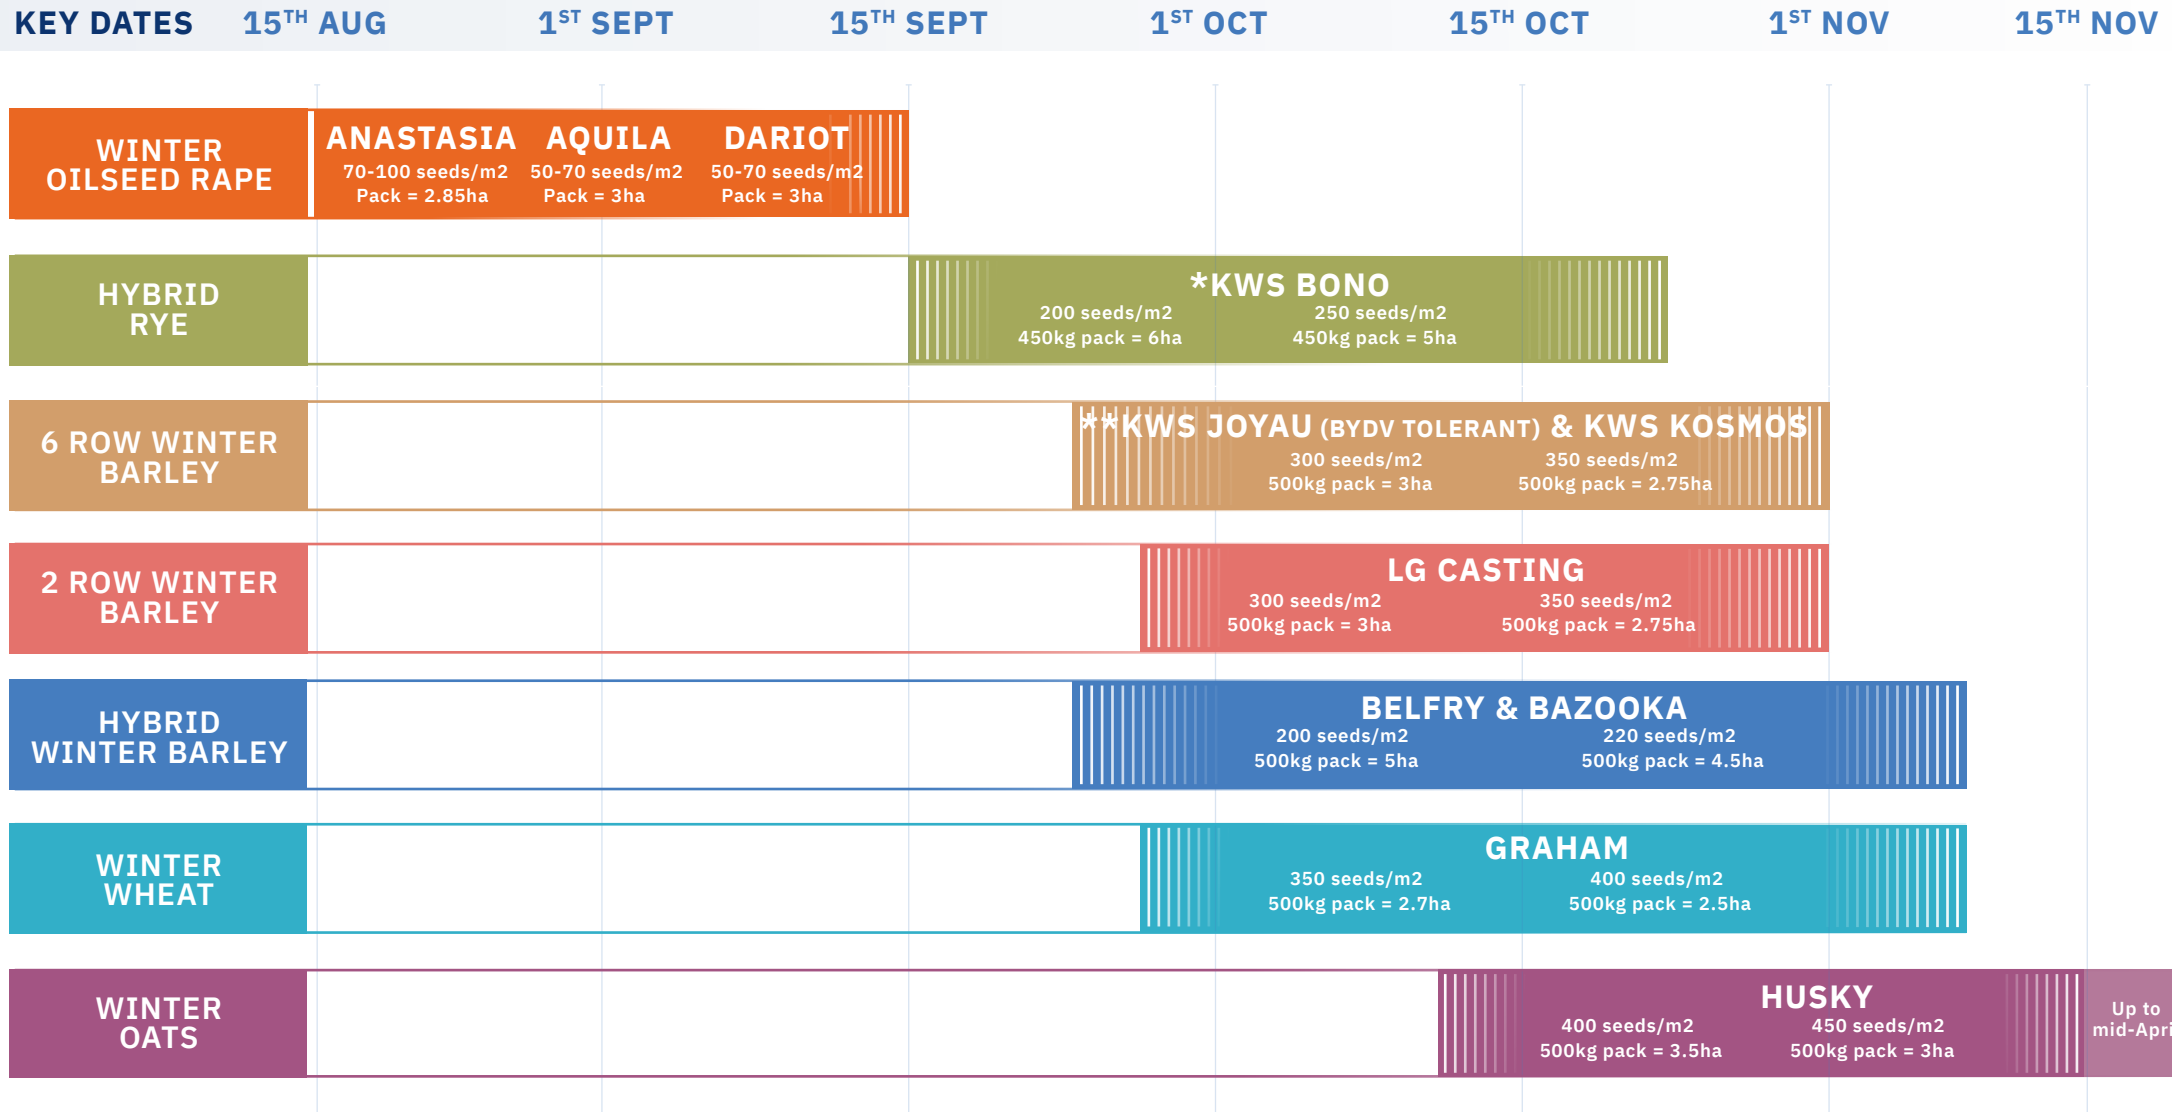 KEY DATES 15TH AUG 1ST SEPT 15TH SEPT 1ST OCT 15TH OCT 1ST NOV 15TH NOV
WINTER
OILSEED RAPE
ANASTASIA AQUILA DARIOT
70-100 seeds/m2 50-70 seeds/m2 50-70 seeds/m2
Pack = 2.85ha Pack = 3ha Pack = 3ha
HYBRID
RYE
*KWS BONO
200 seeds/m2 250 seeds/m2
450kg pack = 6ha 450kg pack = 5ha
6 ROW WINTER
BARLEY
**KWS JOYAU (BYDV TOLERANT) & KWS KOSMOS
300 seeds/m2 350 seeds/m2
500kg pack = 3ha 500kg pack = 2.75ha
2 ROW WINTER
BARLEY
LG CASTING
300 seeds/m2 350 seeds/m2
500kg pack = 3ha 500kg pack = 2.75ha
HYBRID
WINTER BARLEY
BELFRY & BAZOOKA
200 seeds/m2 220 seeds/m2
500kg pack = 5ha 500kg pack = 4.5ha
WINTER
WHEAT
GRAHAM
350 seeds/m2 400 seeds/m2
500kg pack = 2.7ha 500kg pack = 2.5ha
WINTER
OATS
HUSKY
400 seeds/m2 450 seeds/m2
500kg pack = 3.5ha 500kg pack = 3ha
Up to
mid-Apri